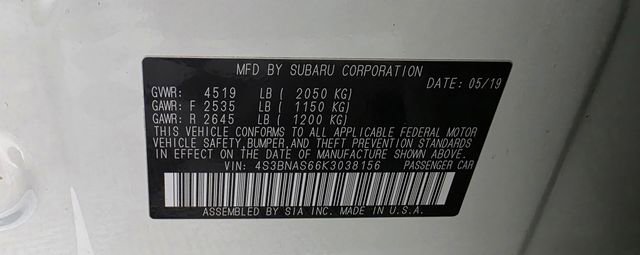 MFD BY SUBARU CORPORATION
DATE: 05/19
GVWR: 4519 LB ( 2050 KG)
GAWR: F 2535 LB ( 1150 KG)
GAWR: R 2645 LB ( 1200 KG)
THIS VEHICLE CONFORMS TO ALL APPLICABLE FEDERAL MOTOR
VEHICLE SAFETY, BUMPER, AND THEFT PREVENTION STANDARDS
IN EFFECT ON THE DATE OF MANUFACTURE SHOWN ABOVE.
VIN: 4S3BNAS66K3038156 PASSENGER CAR
ASSEMBLED BY SIA INC. MADE IN U.S.A.